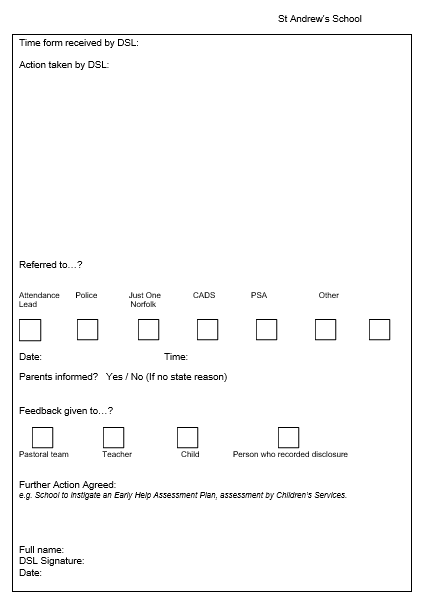 St Andrew's School
Time form received by DSL:
Action taken by DSL:
Referred to…?
Attendance Lead Police Just One Norfolk CADS PSA Other
Date: Time:
Parents informed? Yes / No (If no state reason)
Feedback given to…?
Pastoral team Teacher Child Person who recorded disclosure
Further Action Agreed:
e.g. School to instigate an Early Help Assessment Plan, assessment by Children's Services.
Full name:
DSL Signature:
Date: